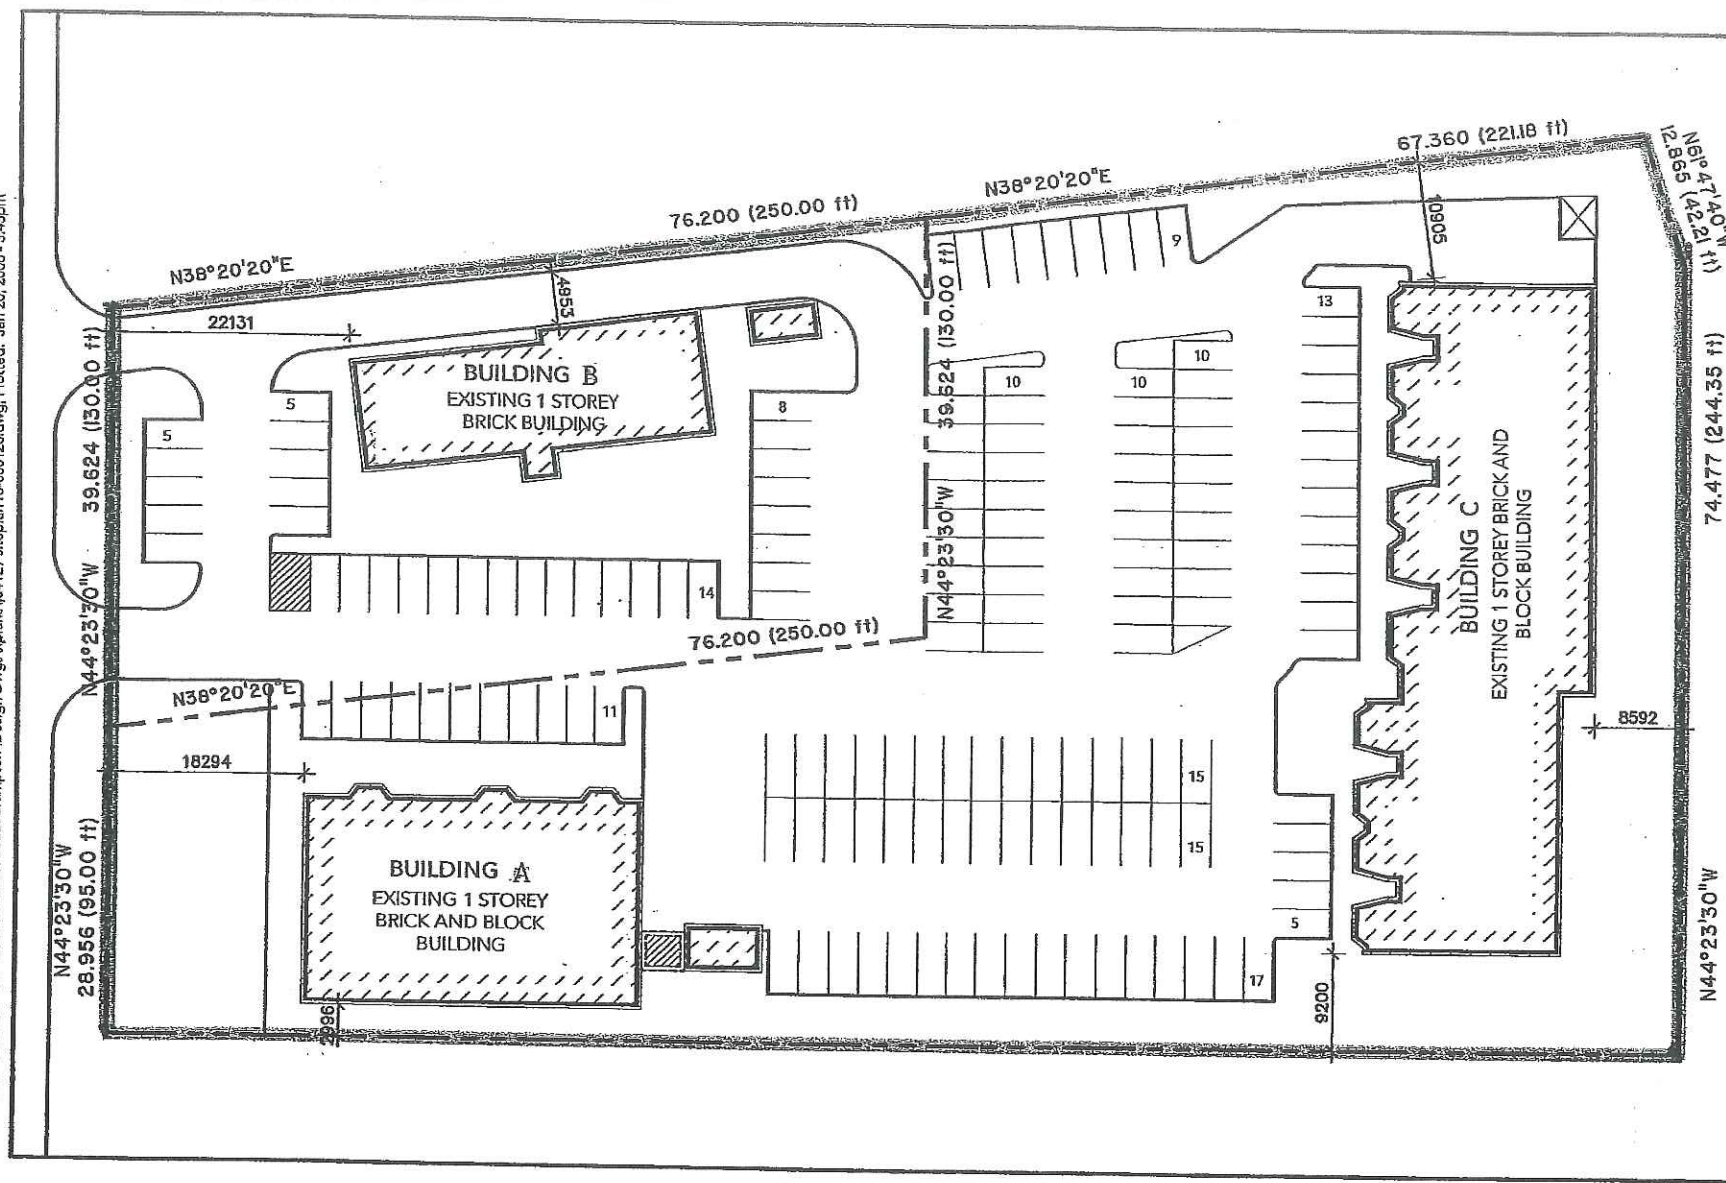 67.360 (221.18 ft)
N61°47'40"W
12.865 (42.21 ft)
N38°20'20"E
76.200 (250.00 ft)
N38°20'20"E
10905
9
4953
22131
39.624 (130.00 ft)
N44°23'30"W
13
10
10
10
BUILDING B
EXISTING 1 STOREY
BRICK BUILDING
5
5
8
39.624 (130.00 ft)
N44°23'30"W
74.477 (244.35 ft)
N44°23'30"W
BUILDING C
EXISTING 1 STOREY BRICK AND
BLOCK BUILDING
14
76.200 (250.00 ft)
N38°20'20"E
11
8592
18294
15
15
BUILDING A
EXISTING 1 STOREY
BRICK AND BLOCK
BUILDING
N44°23'30"W
28.956 (95.00 ft)
5
17
9200
2996